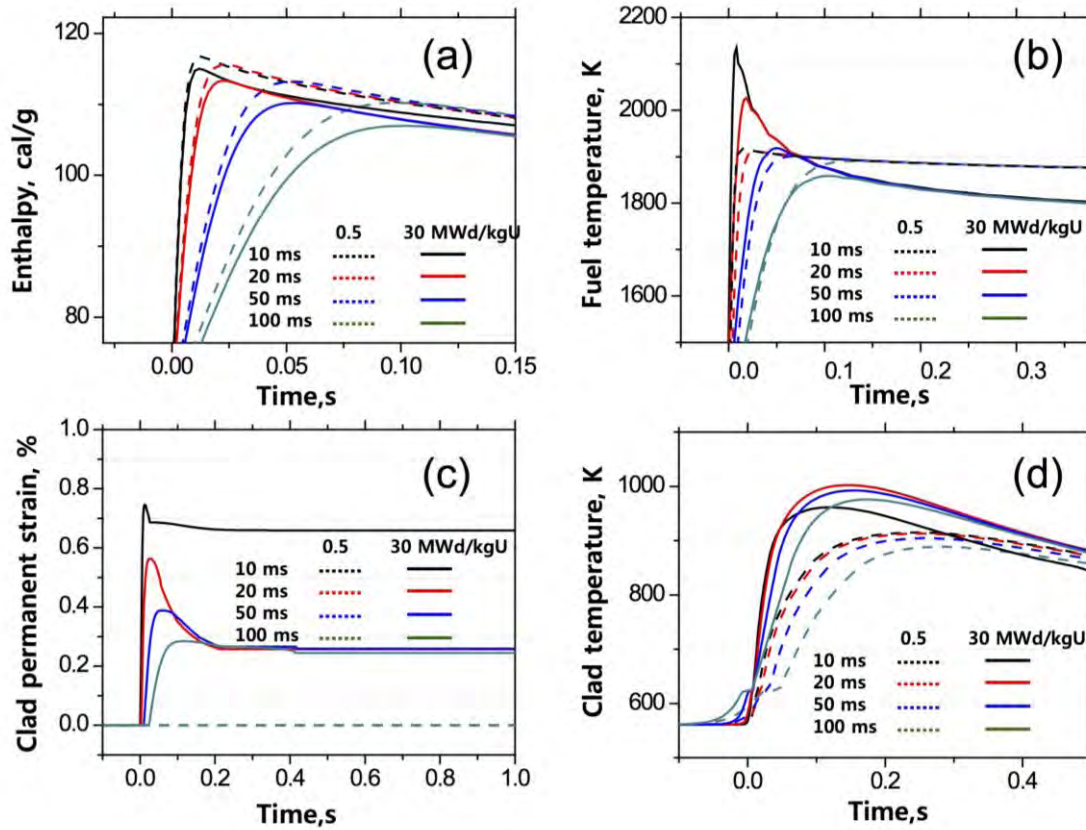 (a)
Enthalpy, cal/g
120
100
80
0.5 30 MWd/kgU
10 ms
20 ms
50 ms
100 ms
0.00 0.05 0.10 0.15
Time,s
(b)
Fuel temperature, K
2200
2000
1800
1600
0.5 30 MWd/kgU
10 ms
20 ms
50 ms
100 ms
0.0 0.1 0.2 0.3
Time,s
(c)
Clad permanent strain, %
1.0
0.8
0.6
0.4
0.2
0.0
0.5 30 MWd/kgU
10 ms
20 ms
50 ms
100 ms
0.0 0.2 0.4 0.6 0.8 1.0
Time,s
(d)
Clad temperature, K
1000
800
600
0.5 30 MWd/kgU
10 ms
20 ms
50 ms
100 ms
0.0 0.2 0.4
Time,s